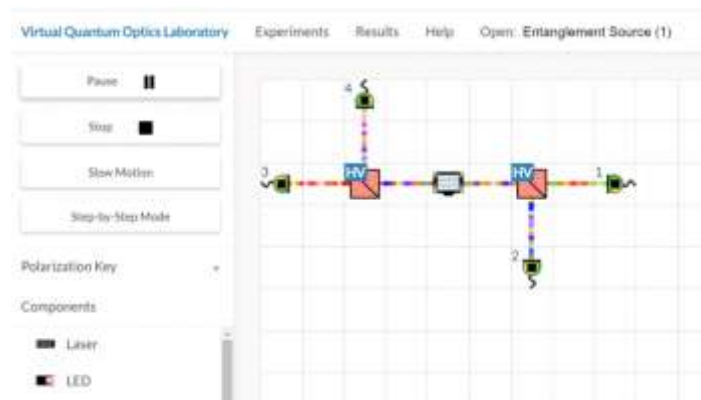 Virtual Quantum Optics Laboratory Experiments Results Help Open: Entanglement Source (1)
Pause
Stop
Slow Motion
Step-by-Step Mode
Polarization Key
Components
Laser
LED
4
3 HV HV 1
2